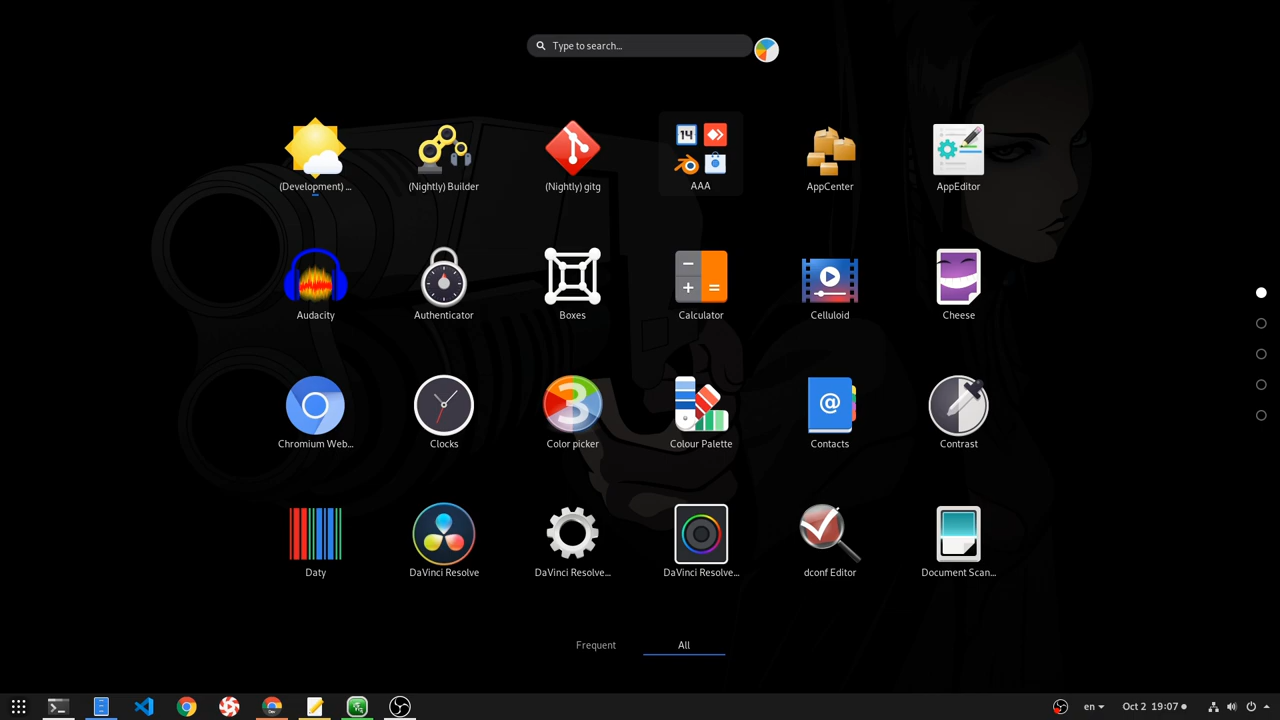 Type to search...
(Development) ...
(Nightly) Builder
(Nightly) gitg
14
AAA
AppCenter
AppEditor
Audacity
Authenticator
Boxes
Calculator
Celluloid
Cheese
3
@
Chromium Web...
Clocks
Color picker
Colour Palette
Contacts
Contrast
Daty
DaVinci Resolve
DaVinci Resolve...
DaVinci Resolve...
dconf Editor
Document Scan...
Frequent
All
Dev
en
Oct 2 19:07